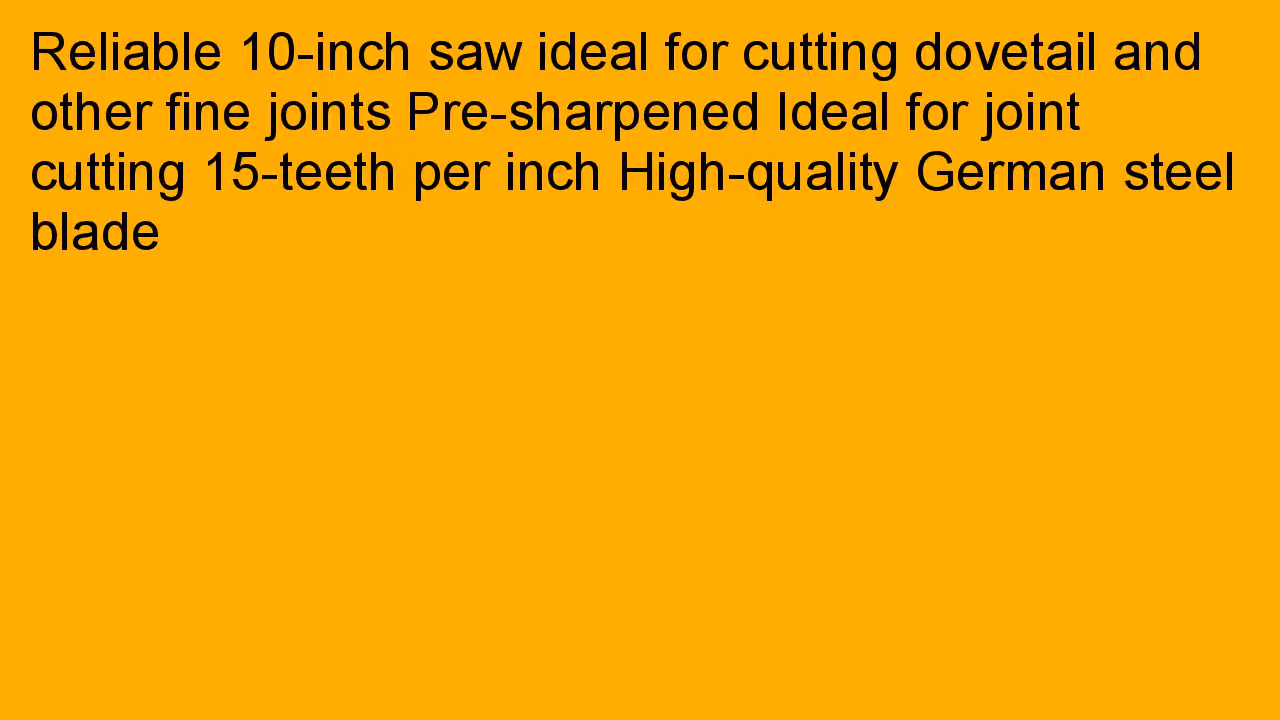 Reliable 10-inch saw ideal for cutting dovetail and
other fine joints Pre-sharpened Ideal for joint
cutting 15-teeth per inch High-quality German steel
blade